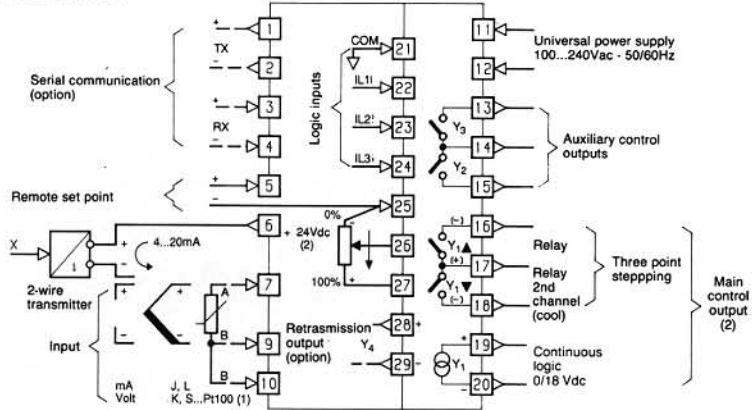 +
TX
-
Serial communication
(option)
+
RX
-
1
2
3
4
Remote set point
+
-
5
X
2-wire
transmitter
+
-
4...20mA
6
+ 24Vdc
(2)
Input
+
-
+
-
mA
Volt
J, L
K, S...Pt100 (1)
A
B
B
7
9
10
Logic inputs
COM
IL1
IL2
IL3
21
22
23
24
0%
-
100%
+
25
26
27
Retrasmission
output
(option)
Y4
28 +
29 -
11
12
Universal power supply
100...240Vac - 50/60Hz
Y3
Y2
13
14
15
Auxiliary control
outputs
(-)
Y1▲
(+)
Y1▼
(-)
16
17
18
Relay
Relay
2nd
channel
(cool)
Three point
steppping
+
Y1
-
19
20
Continuous
logic
0/18 Vdc
Main
control
output
(2)